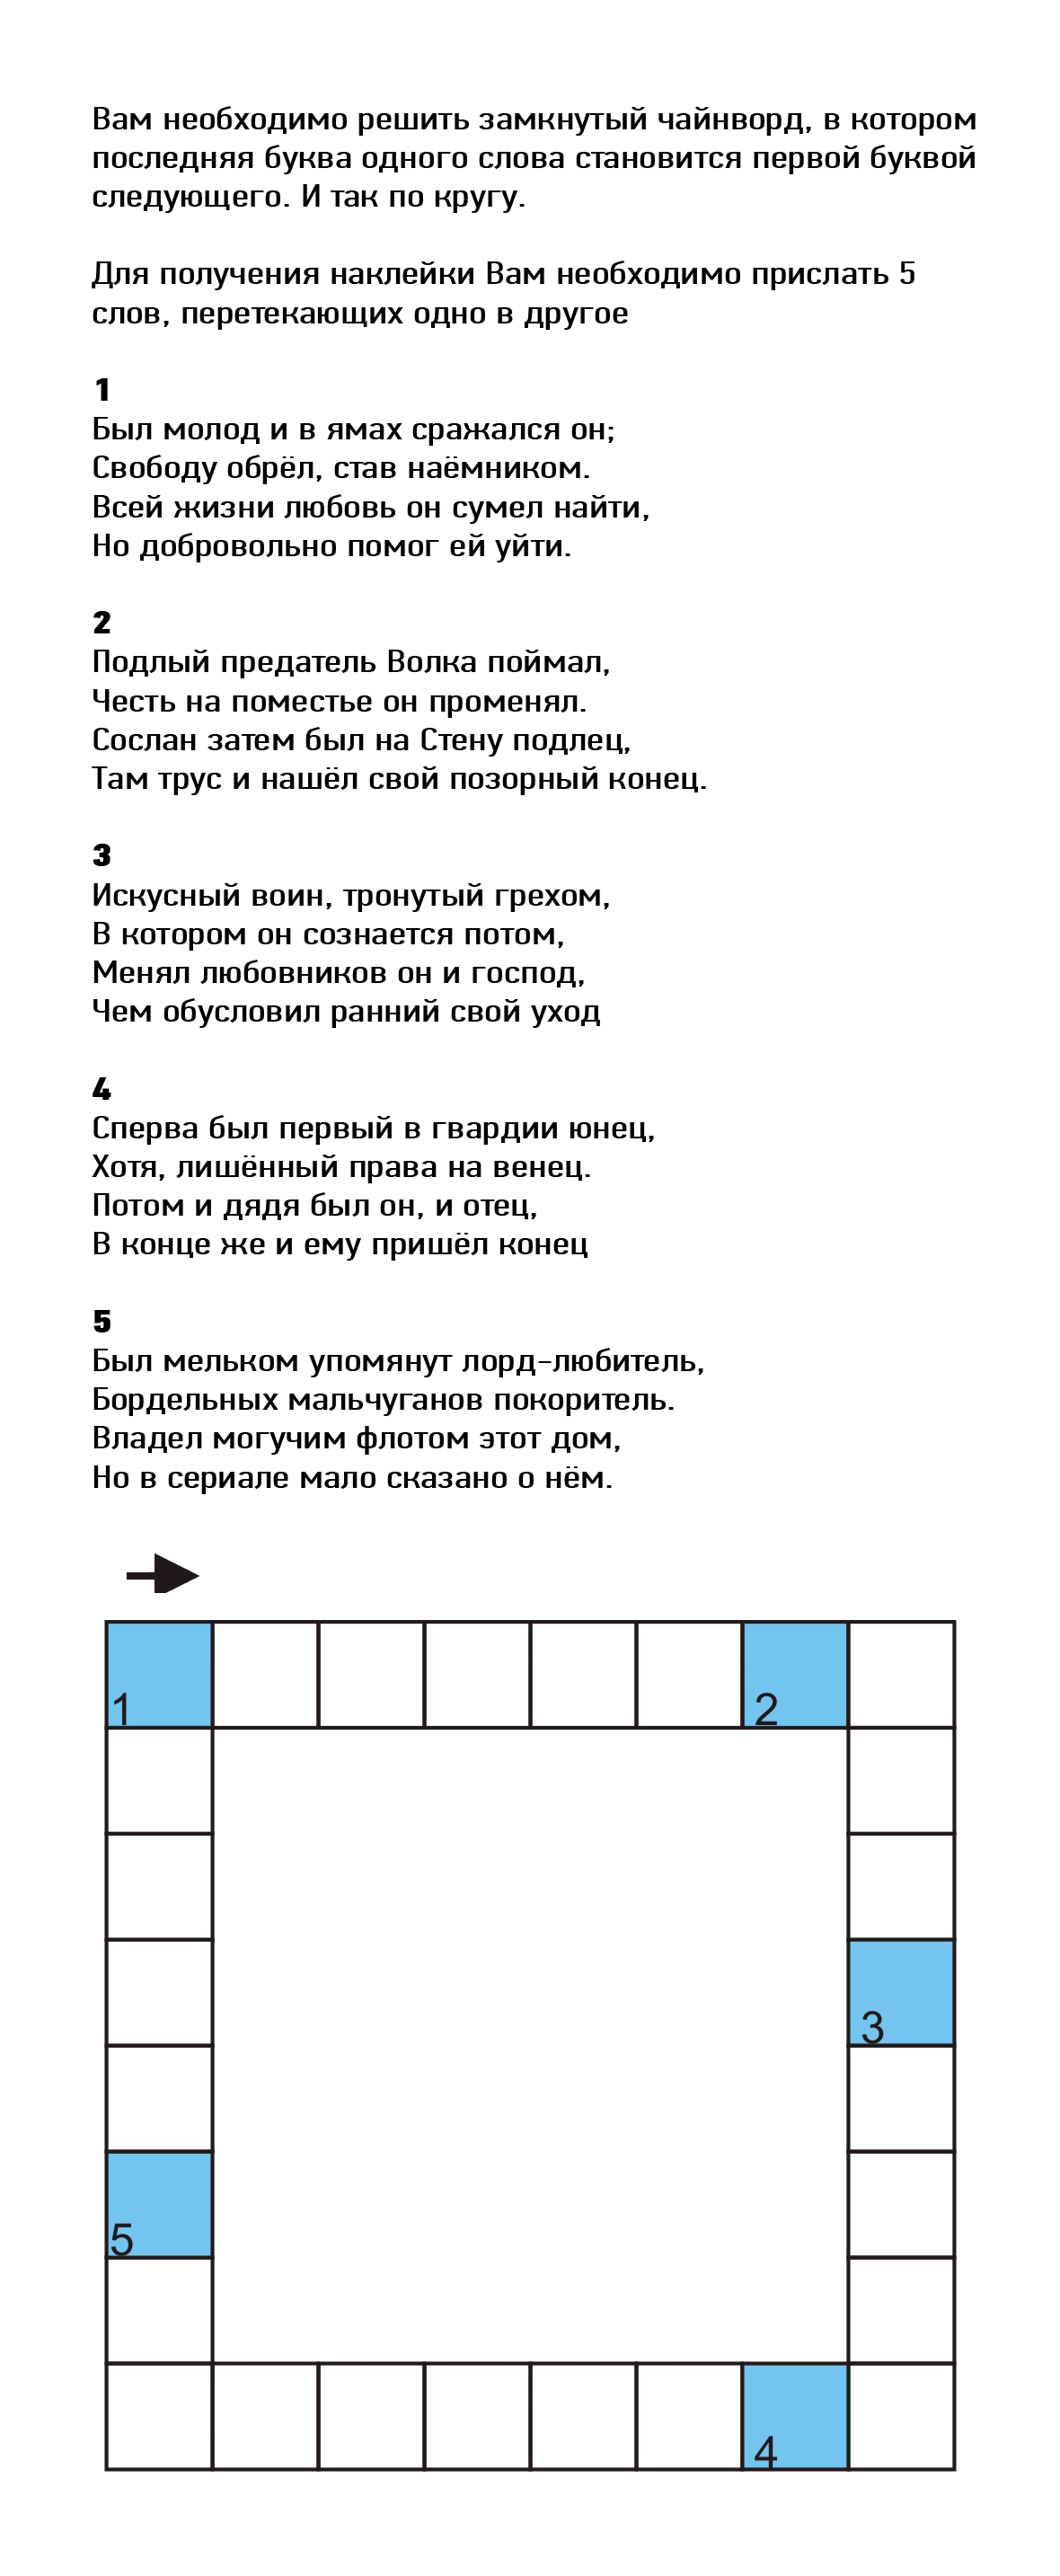 Вам необходимо решить замкнутый чайнворд, в котором
последняя буква одного слова становится первой буквой
следующего. И так по кругу.
Для получения наклейки Вам необходимо прислать 5
слов, перетекающих одно в другое
1
Был молод и в ямах сражался он;
Свободу обрёл, став наёмником.
Всей жизни любовь он сумел найти,
Но добровольно помог ей уйти.
2
Подлый предатель Волка поймал,
Честь на поместье он променял.
Сослан затем был на Стену подлец,
Там трус и нашёл свой позорный конец.
3
Искусный воин, тронутый грехом,
В котором он сознается потом,
Менял любовников он и господ,
Чем обусловил ранний свой уход
4
Сперва был первый в гвардии юнец,
Хотя, лишённый права на венец.
Потом и дядя был он, и отец,
В конце же и ему пришёл конец
5
Был мельком упомянут лорд-любитель,
Бордельных мальчуганов покоритель.
Владел могучим флотом этот дом,
Но в сериале мало сказано о нём.
1
2
3
5
4